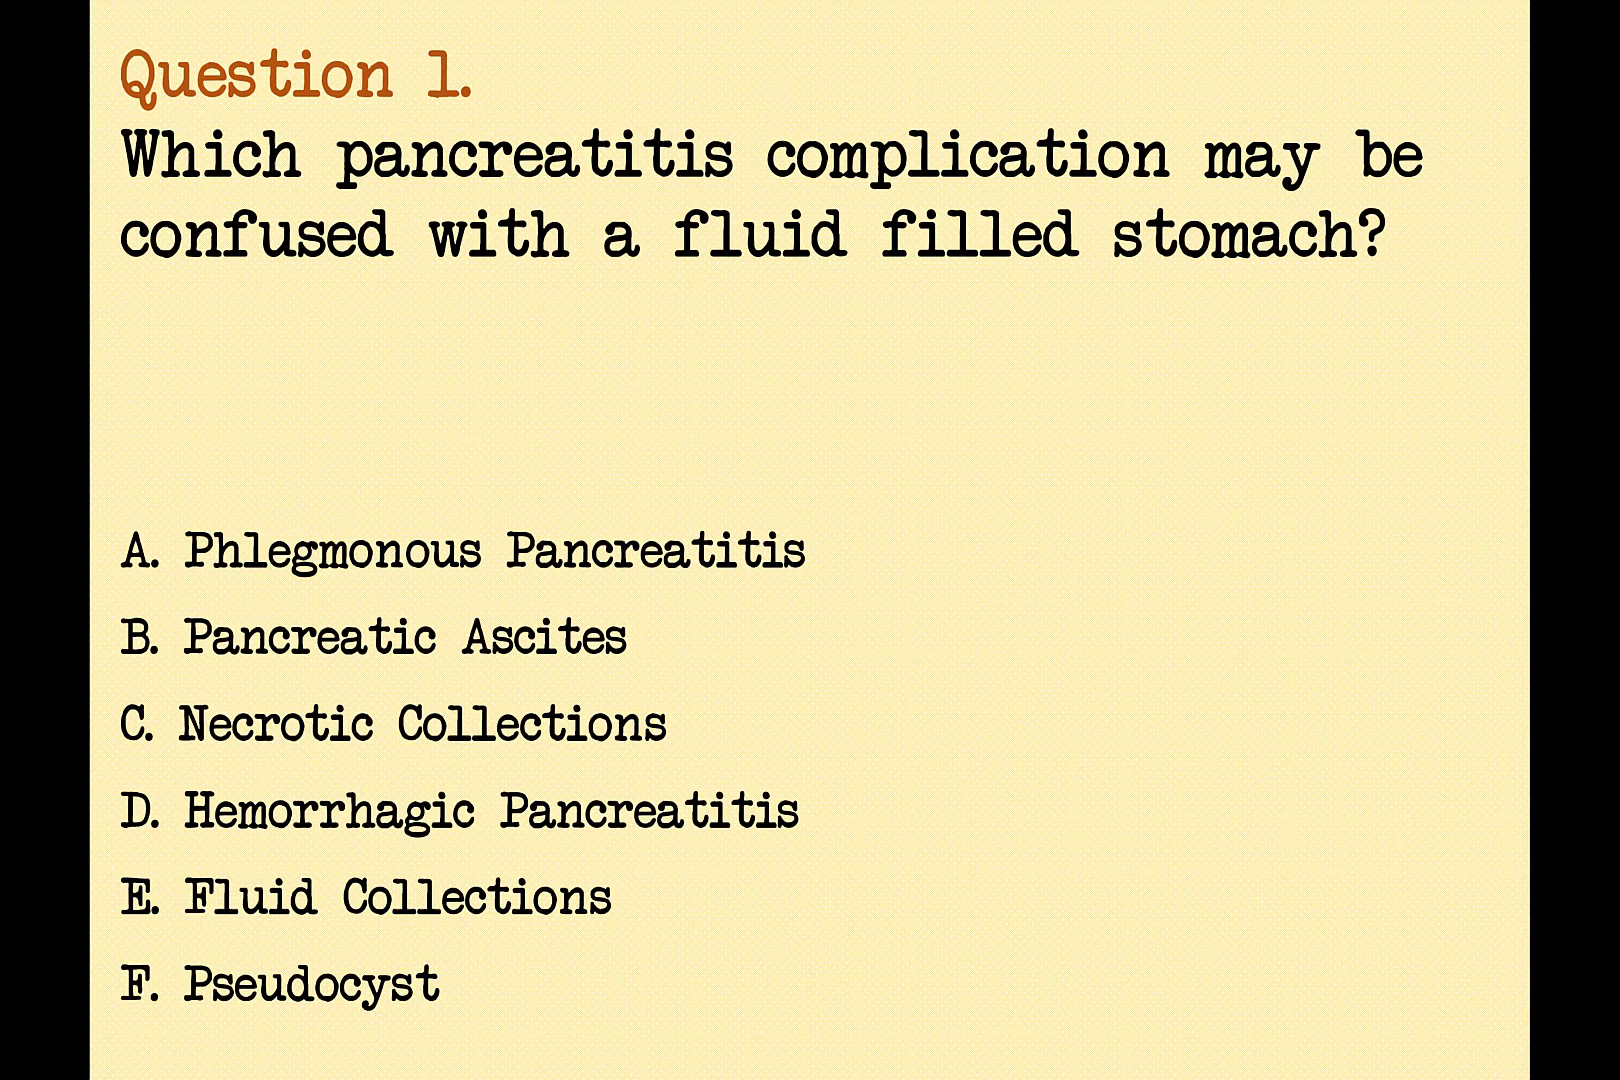 Question 1.
Which pancreatitis complication may be
confused with a fluid filled stomach?
A. Phlegmonous Pancreatitis
B. Pancreatic Ascites
C. Necrotic Collections
D. Hemorrhagic Pancreatitis
E. Fluid Collections
F. Pseudocyst